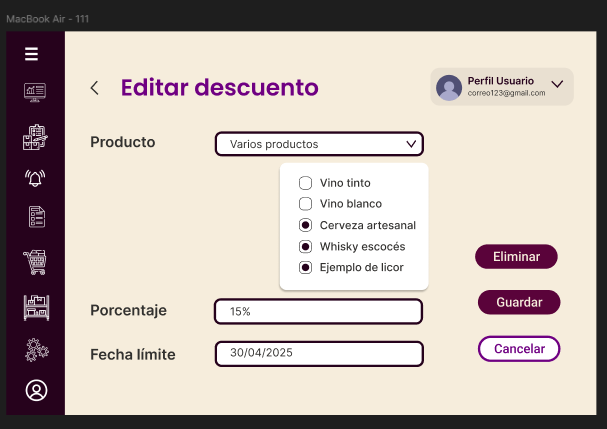 MacBook Air - 111
Editar descuento
Perfil Usuario
correo123@gmail.com
Producto
Varios productos
Vino tinto
Vino blanco
Cerveza artesanal
Whisky escocés
Ejemplo de licor
Eliminar
Porcentaje
15%
Guardar
Fecha límite
30/04/2025
Cancelar